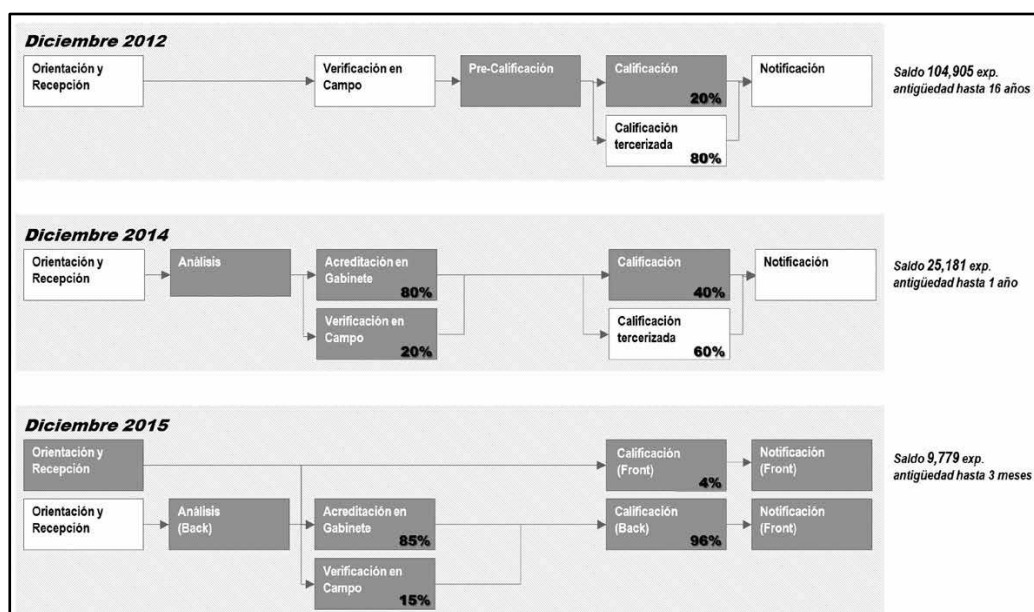 Diciembre 2012
Orientación y
Recepción
Verificación en
Campo
Pre-Calificación
Calificación
20%
Calificación
tercerizada
80%
Notificación
Saldo 104,905 exp.
antigüedad hasta 16 años
Diciembre 2014
Orientación y
Recepción
Análisis
Acreditación en
Gabinete
80%
Verificación en
Campo
20%
Calificación
40%
Calificación
tercerizada
60%
Notificación
Saldo 25,181 exp.
antigüedad hasta 1 año
Diciembre 2015
Orientación y
Recepción
Calificación
(Front)
4%
Notificación
(Front)
Saldo 9,779 exp.
antigüedad hasta 3 meses
Orientación y
Recepción
Análisis
(Back)
Acreditación en
Gabinete
85%
Verificación en
Campo
15%
Calificación
(Back)
96%
Notificación
(Front)